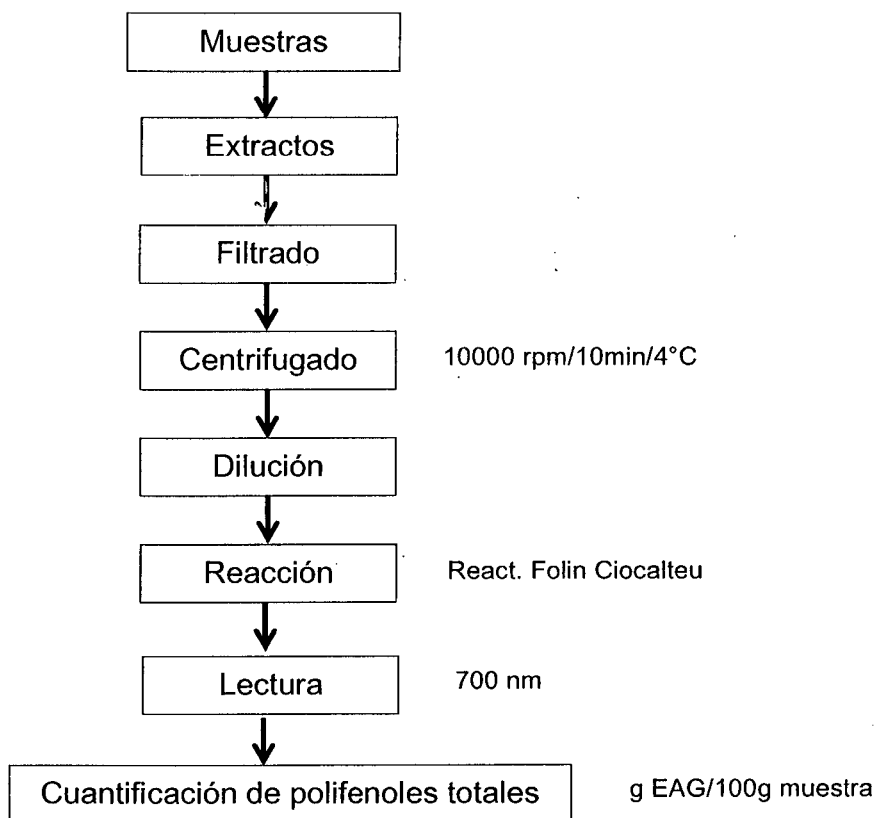 Muestras
Extractos
Filtrado
Centrifugado 10000 rpm/10min/4°C
Dilución
Reacción React. Folin Ciocalteu
Lectura 700 nm
Cuantificación de polifenoles totales g EAG/100g muestra